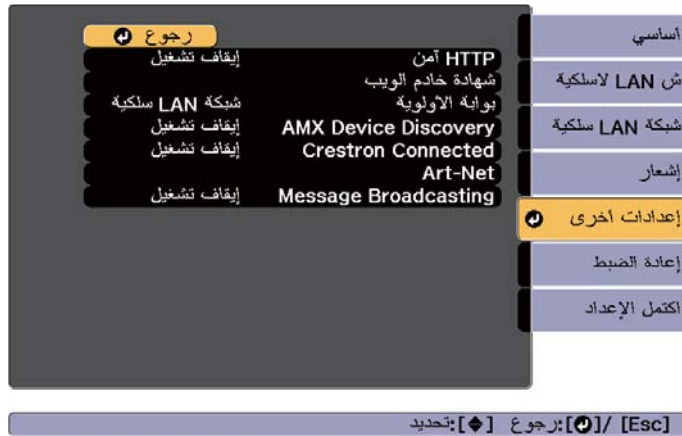 أساسي
ش LAN لاسلكية
شبكة LAN سلكية
إشعار
إعدادات أخرى
إعادة الضبط
اكتمل الإعداد
رجوع
HTTP آمن إيقاف تشغيل
شهادة خادم الويب
بوابة الأولوية شبكة LAN سلكية
AMX Device Discovery إيقاف تشغيل
Crestron Connected إيقاف تشغيل
Art-Net
Message Broadcasting إيقاف تشغيل
[Esc] /[⏎]:رجوع [◆]:تحديد